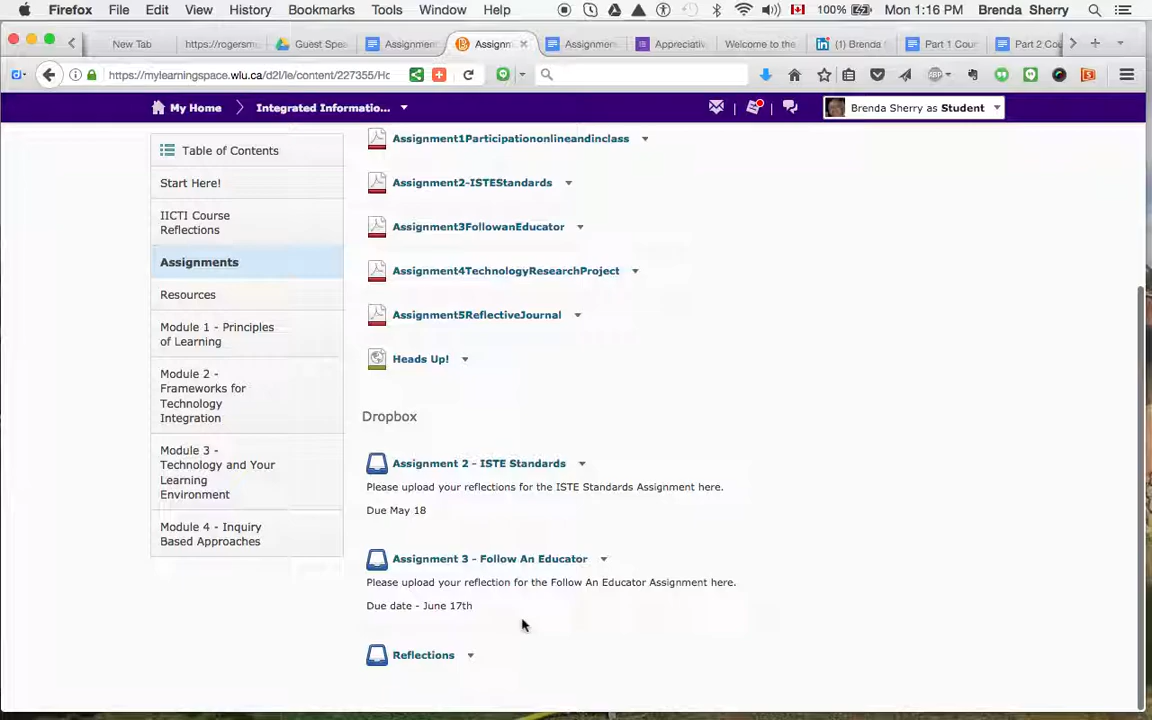 Firefox File Edit View History Bookmarks Tools Window Help 100% Mon 1:16 PM Brenda Sherry
New Tab https://rogersm Guest Spea Assignmen Assignm Assignmen Appreciativ Welcome to the (1) Brenda Part 1 Cour Part 2 Cou
https://mylearningspace.wlu.ca/d2l/le/content/227355/Ho
My Home Integrated Informatio... Brenda Sherry as Student
Table of Contents
Start Here!
IICTI Course
Reflections
Assignments
Resources
Module 1 - Principles
of Learning
Module 2 -
Frameworks for
Technology
Integration
Module 3 -
Technology and Your
Learning
Environment
Module 4 - Inquiry
Based Approaches
Assignment1Participationonlineandinclass
Assignment2-ISTEStandards
Assignment3FollowanEducator
Assignment4TechnologyResearchProject
Assignment5ReflectiveJournal
Heads Up!
Dropbox
Assignment 2 - ISTE Standards
Please upload your reflections for the ISTE Standards Assignment here.
Due May 18
Assignment 3 - Follow An Educator
Please upload your reflection for the Follow An Educator Assignment here.
Due date - June 17th
Reflections